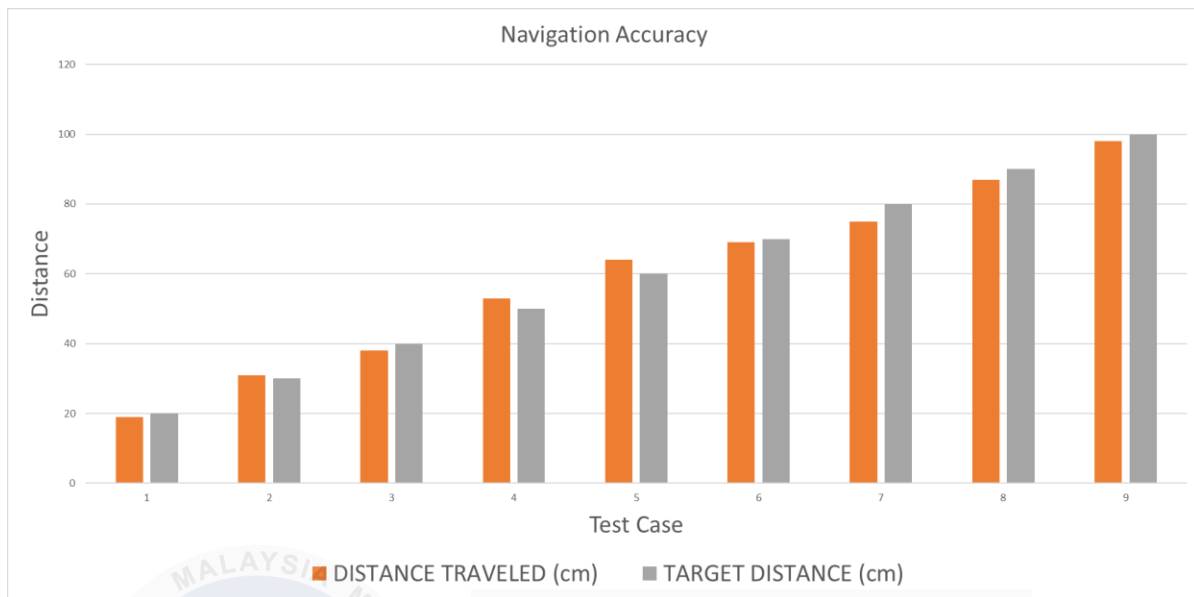 Navigation Accuracy
120
100
80
60
40
20
0
Distance
1 2 3 4 5 6 7 8 9
Test Case
DISTANCE TRAVELED (cm) TARGET DISTANCE (cm)
MALAYSIA